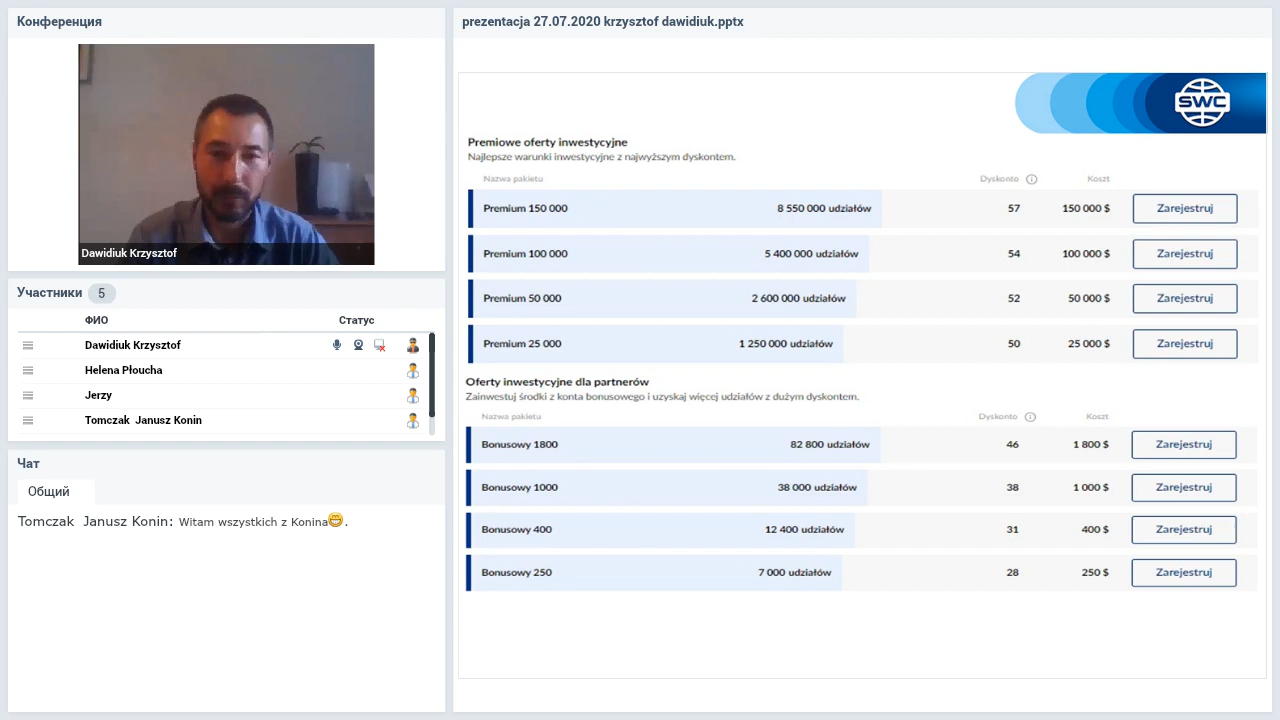 Конференция
Dawidiuk Krzysztof
Участники 5
ФИО Статус
Dawidiuk Krzysztof
Helena Płoucha
Jerzy
Tomczak Janusz Konin
Чат
Общий
Tomczak Janusz Konin: Witam wszystkich z Konina😁.
prezentacja 27.07.2020 krzysztof dawidiuk.pptx
SWC
Premiowe oferty inwestycyjne
Najlepsze warunki inwestycyjne z najwyższym dyskontem.
Nazwa pakietu Dyskonto i Koszt
Premium 150 000 8 550 000 udziałów 57 150 000 $ Zarejestruj
Premium 100 000 5 400 000 udziałów 54 100 000 $ Zarejestruj
Premium 50 000 2 600 000 udziałów 52 50 000 $ Zarejestruj
Premium 25 000 1 250 000 udziałów 50 25 000 $ Zarejestruj
Oferty inwestycyjne dla partnerów
Zainwestuj środki z konta bonusowego i uzyskaj więcej udziałów z dużym dyskontem.
Nazwa pakietu Dyskonto i Koszt
Bonusowy 1800 82 800 udziałów 46 1 800 $ Zarejestruj
Bonusowy 1000 38 000 udziałów 38 1 000 $ Zarejestruj
Bonusowy 400 12 400 udziałów 31 400 $ Zarejestruj
Bonusowy 250 7 000 udziałów 28 250 $ Zarejestruj